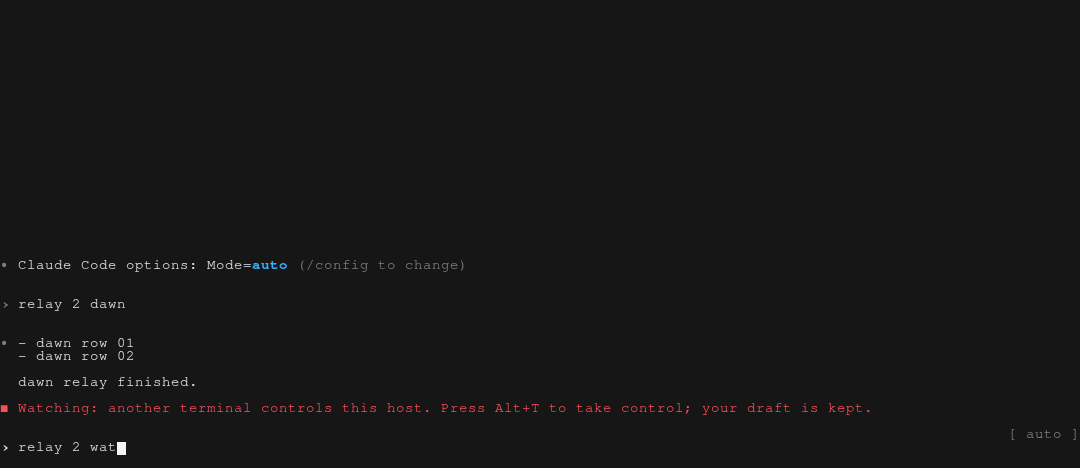 • Claude Code options: Mode=auto (/config to change)
› relay 2 dawn
• - dawn row 01
- dawn row 02
dawn relay finished.
■ Watching: another terminal controls this host. Press Alt+T to take control; your draft is kept.
[ auto ]
› relay 2 wat